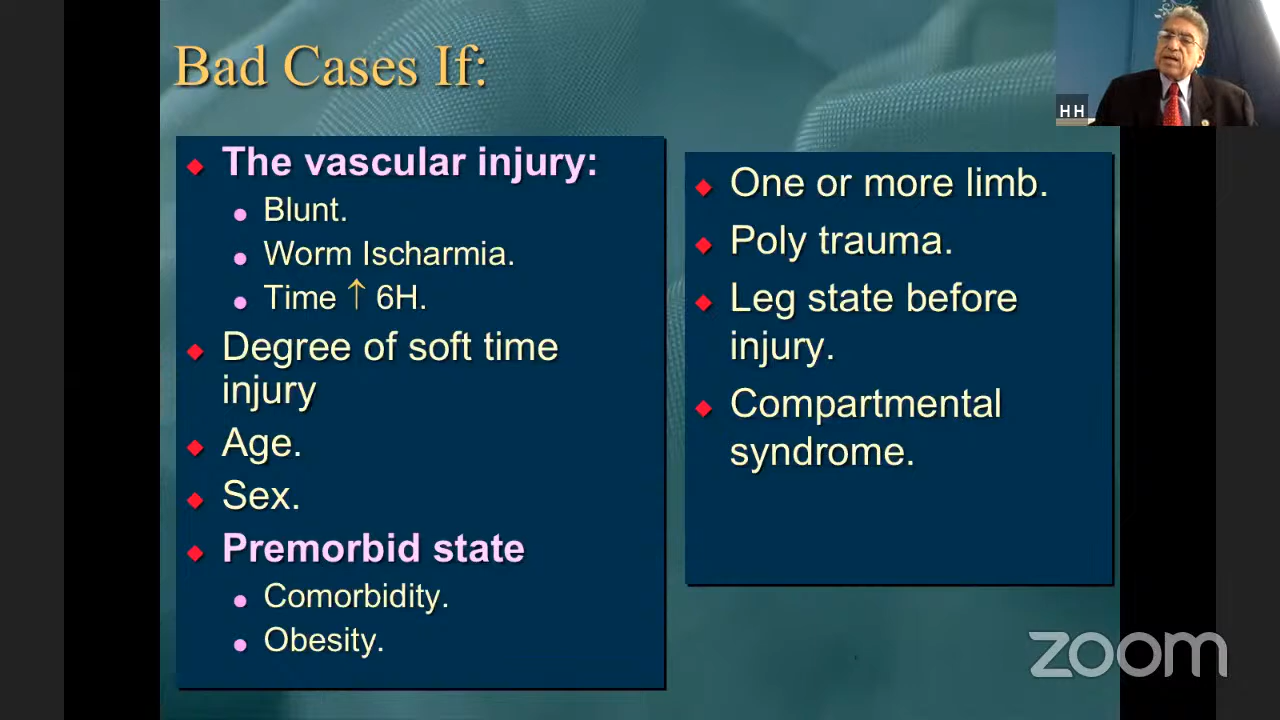 Bad Cases If:
The vascular injury:
Blunt.
Worm Ischarmia.
Time ↑ 6H.
Degree of soft time
injury
Age.
Sex.
Premorbid state
Comorbidity.
Obesity.
One or more limb.
Poly trauma.
Leg state before
injury.
Compartmental
syndrome.
HH
zoom